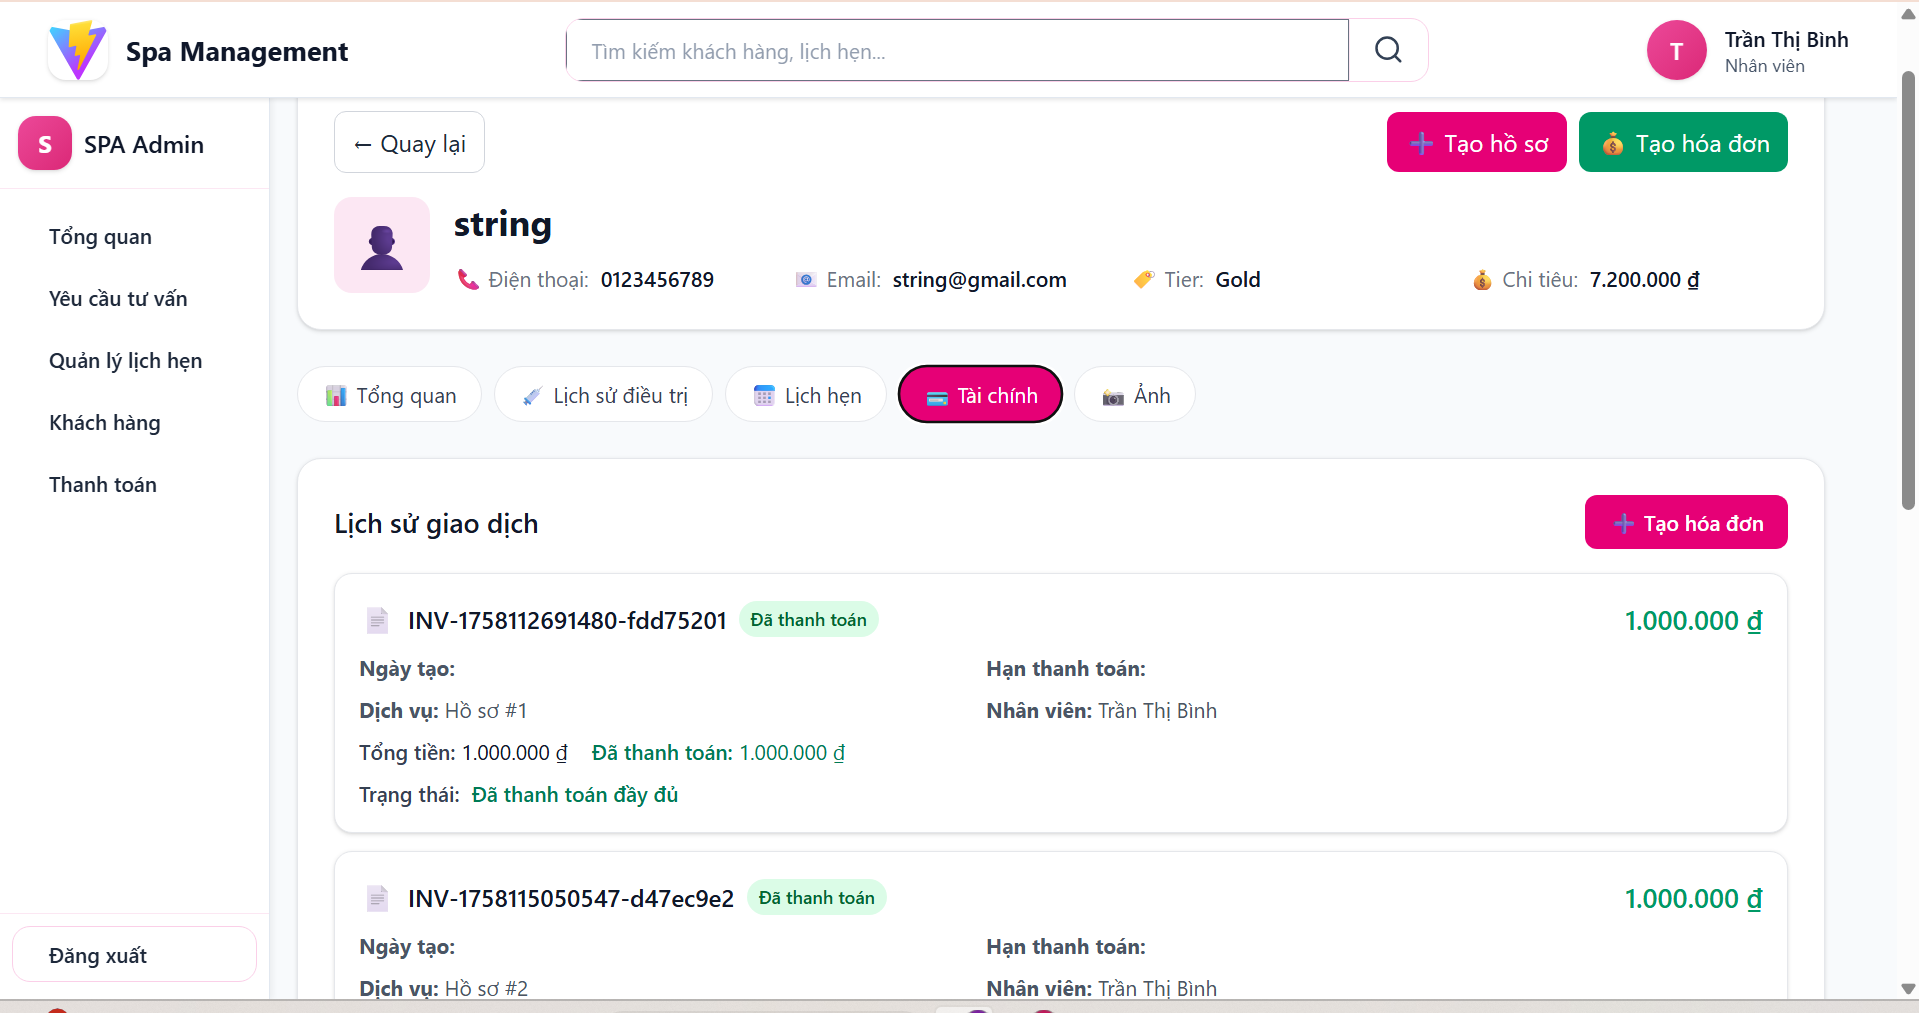 Spa Management
Tìm kiếm khách hàng, lịch hẹn...
T
Trần Thị Bình
Nhân viên
S
SPA Admin
Tổng quan
Yêu cầu tư vấn
Quản lý lịch hẹn
Khách hàng
Thanh toán
Đăng xuất
← Quay lại
Tạo hồ sơ
Tạo hóa đơn
string
Điện thoại: 0123456789
Email: string@gmail.com
Tier: Gold
Chi tiêu: 7.200.000 ₫
Tổng quan
Lịch sử điều trị
Lịch hẹn
Tài chính
Ảnh
Lịch sử giao dịch
Tạo hóa đơn
INV-1758112691480-fdd75201 Đã thanh toán 1.000.000 ₫
Ngày tạo: Hạn thanh toán:
Dịch vụ: Hồ sơ #1 Nhân viên: Trần Thị Bình
Tổng tiền: 1.000.000 ₫ Đã thanh toán: 1.000.000 ₫
Trạng thái: Đã thanh toán đầy đủ
INV-1758115050547-d47ec9e2 Đã thanh toán 1.000.000 ₫
Ngày tạo: Hạn thanh toán:
Dịch vụ: Hồ sơ #2 Nhân viên: Trần Thị Bình